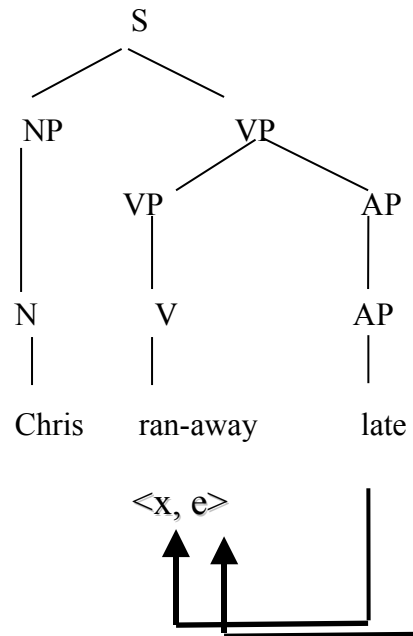 S
NP VP
VP AP
N V AP
Chris ran-away late
<x, e>